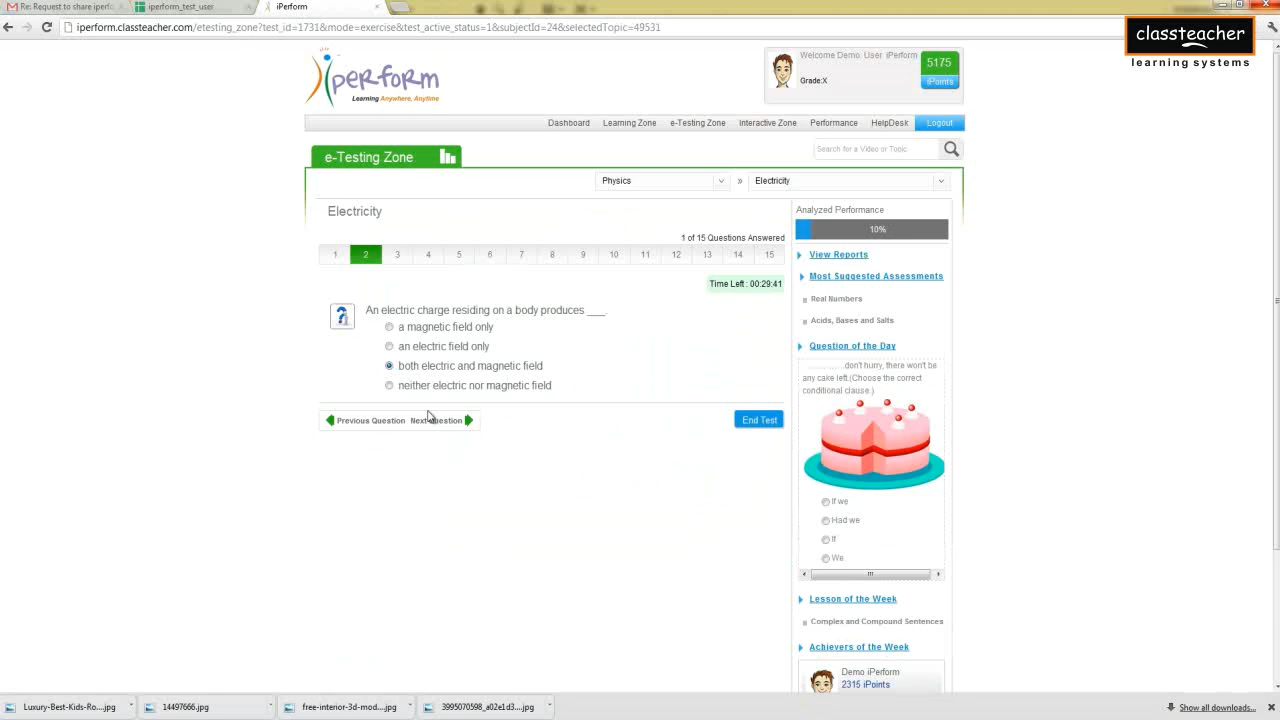 Re: Request to share iperfo
iperform_test_user
iPerform
iperform.classteacher.com/etesting_zone?test_id=1731&mode=exercise&test_active_status=1&subjectId=24&selectedTopic=49531
classteacher
learning systems
iperform
Learning Anywhere, Anytime
Welcome Demo User iPerform
Grade:X
5175
iPoints
Dashboard Learning Zone e-Testing Zone Interactive Zone Performance HelpDesk Logout
e-Testing Zone
Search for a Video or Topic
Physics » Electricity
Electricity
1 of 15 Questions Answered
1 2 3 4 5 6 7 8 9 10 11 12 13 14 15
Time Left : 00:29:41
An electric charge residing on a body produces ___.
a magnetic field only
an electric field only
both electric and magnetic field
neither electric nor magnetic field
Previous Question Next Question
End Test
Analyzed Performance
10%
View Reports
Most Suggested Assessments
Real Numbers
Acids, Bases and Salts
Question of the Day
............don't hurry, there won't be
any cake left.(Choose the correct
conditional clause.)
If we
Had we
If
We
Lesson of the Week
Complex and Compound Sentences
Achievers of the Week
Demo iPerform
2315 iPoints
Luxury-Best-Kids-Ro....jpg
14497666.jpg
free-interior-3d-mod....jpg
3995070598_a02e1d3....jpg
Show all downloads...